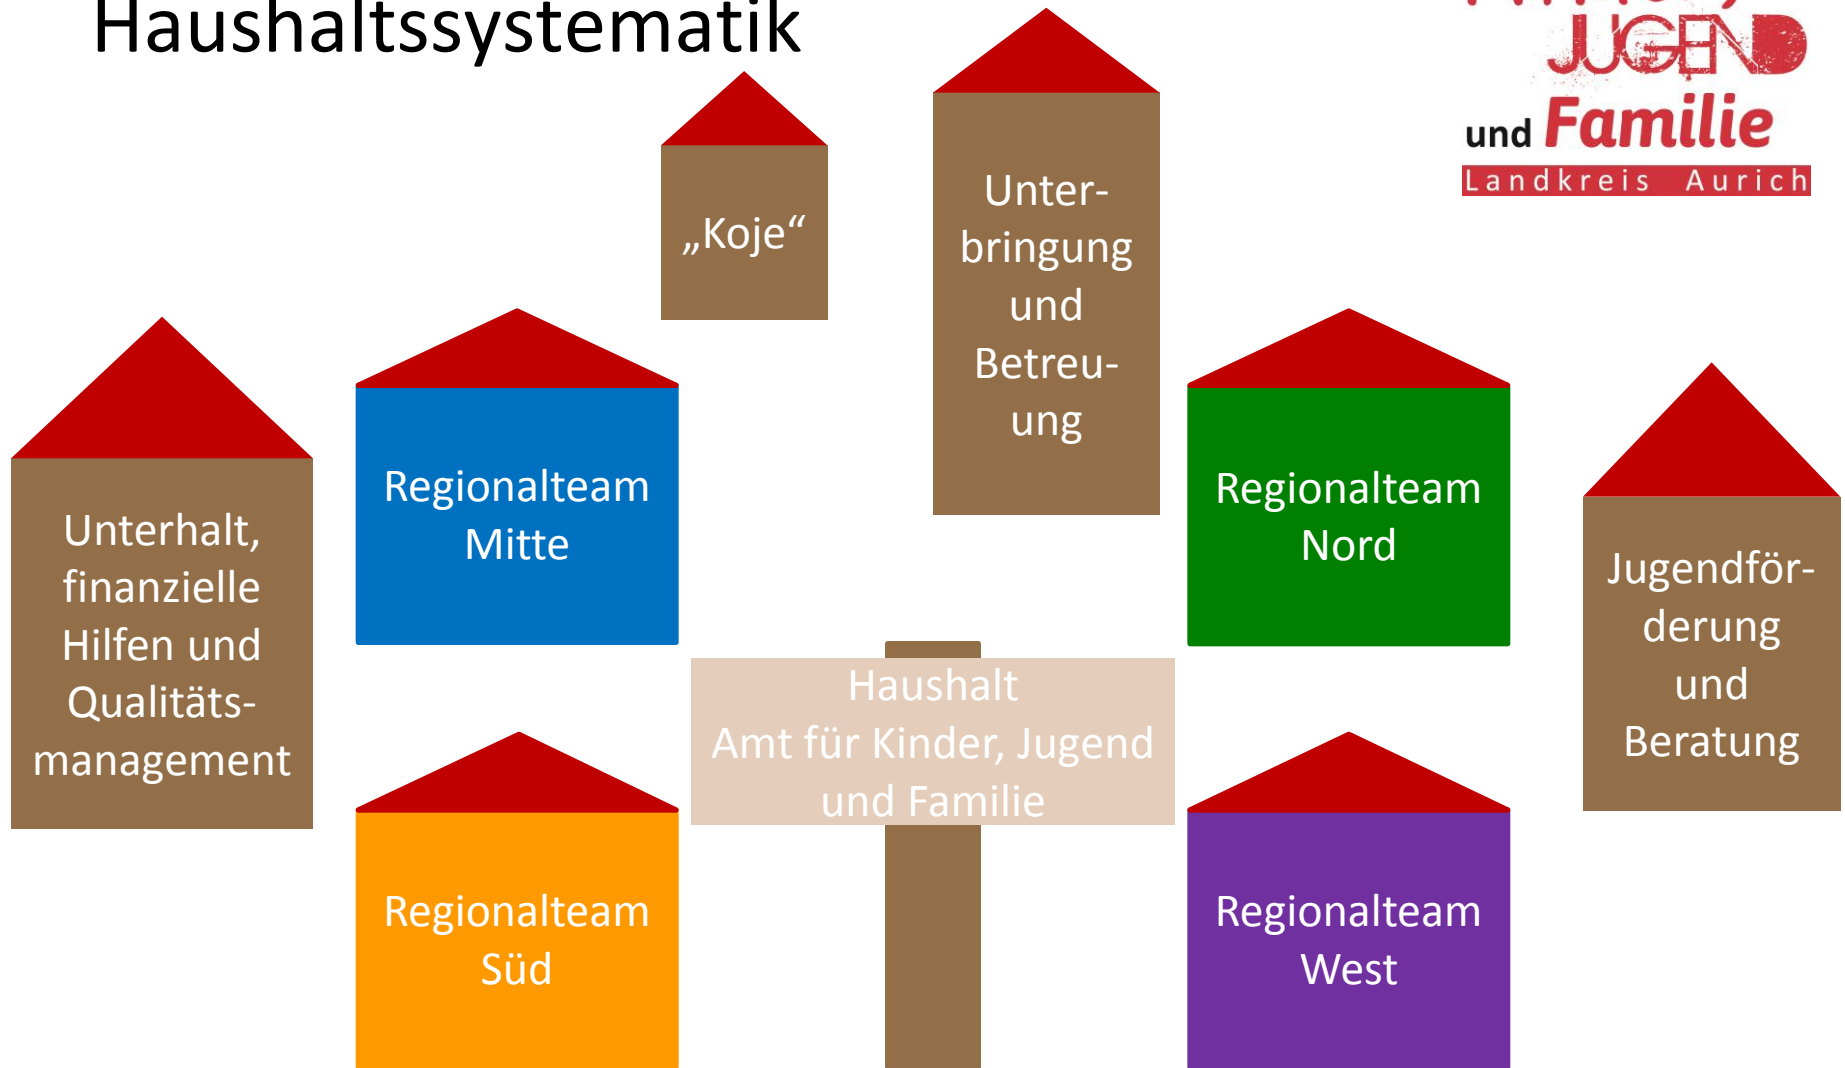 Haushaltssystematik
JUGEND
und Familie
Landkreis Aurich
„Koje“
Unter-
bringung
und
Betreu-
ung
Regionalteam
Mitte
Regionalteam
Nord
Unterhalt,
finanzielle
Hilfen und
Qualitäts-
management
Jugendför-
derung
und
Beratung
Haushalt
Amt für Kinder, Jugend
und Familie
Regionalteam
Süd
Regionalteam
West